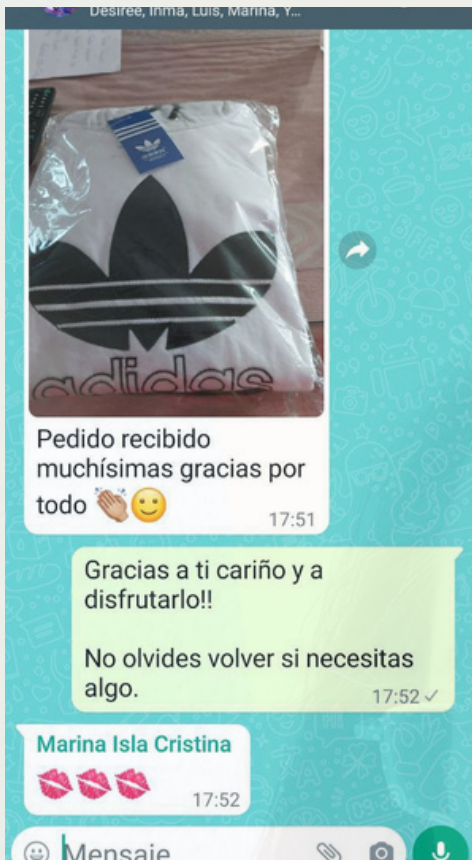 Desiree, Inma, Luis, Marina, Y...
adidas
Pedido recibido
muchísimas gracias por
todo 👏🏼🙂
17:51
Gracias a ti cariño y a
disfrutarlo!!
No olvides volver si necesitas
algo.
17:52
Marina Isla Cristina
💋💋💋
17:52
Mensaje